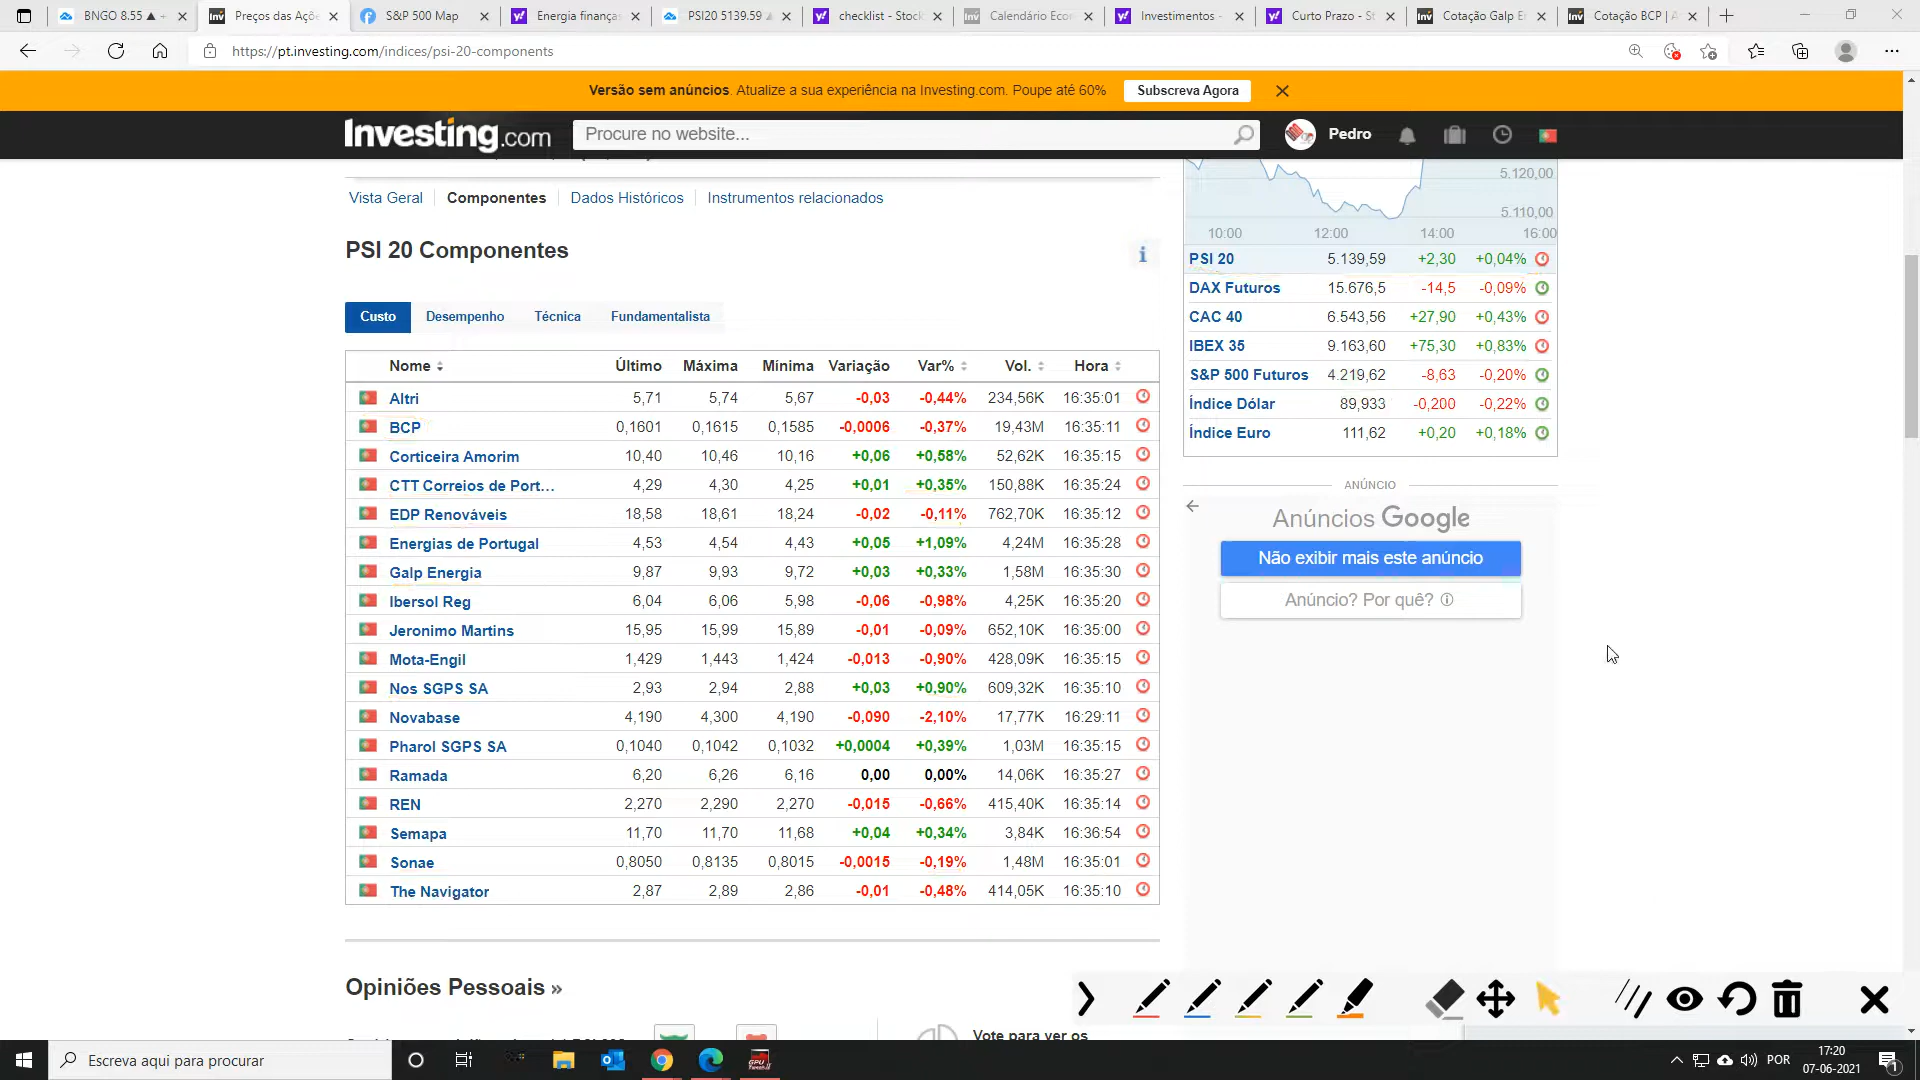 BNGO 8.55 ▲ +
Preços das Açõe
S&P 500 Map
Energia finança
PSI20 5139.59 ▲
checklist - Stock
Calendário Econ
Investimentos -
Curto Prazo - St
Cotação Galp E
Cotação BCP | A
https://pt.investing.com/indices/psi-20-components
Versão sem anúncios. Atualize a sua experiência na Investing.com. Poupe até 60% Subscreva Agora
Investing.com Procure no website... Pedro
Vista Geral Componentes Dados Históricos Instrumentos relacionados
PSI 20 Componentes
Custo Desempenho Técnica Fundamentalista
Nome Último Máxima Mínima Variação Var% Vol. Hora
Altri 5,71 5,74 5,67 -0,03 -0,44% 234,56K 16:35:01
BCP 0,1601 0,1615 0,1585 -0,0006 -0,37% 19,43M 16:35:11
Corticeira Amorim 10,40 10,46 10,16 +0,06 +0,58% 52,62K 16:35:15
CTT Correios de Port... 4,29 4,30 4,25 +0,01 +0,35% 150,88K 16:35:24
EDP Renováveis 18,58 18,61 18,24 -0,02 -0,11% 762,70K 16:35:12
Energias de Portugal 4,53 4,54 4,43 +0,05 +1,09% 4,24M 16:35:28
Galp Energia 9,87 9,93 9,72 +0,03 +0,33% 1,58M 16:35:30
Ibersol Reg 6,04 6,06 5,98 -0,06 -0,98% 4,25K 16:35:20
Jeronimo Martins 15,95 15,99 15,89 -0,01 -0,09% 652,10K 16:35:00
Mota-Engil 1,429 1,443 1,424 -0,013 -0,90% 428,09K 16:35:15
Nos SGPS SA 2,93 2,94 2,88 +0,03 +0,90% 609,32K 16:35:10
Novabase 4,190 4,300 4,190 -0,090 -2,10% 17,77K 16:29:11
Pharol SGPS SA 0,1040 0,1042 0,1032 +0,0004 +0,39% 1,03M 16:35:15
Ramada 6,20 6,26 6,16 0,00 0,00% 14,06K 16:35:27
REN 2,270 2,290 2,270 -0,015 -0,66% 415,40K 16:35:14
Semapa 11,70 11,70 11,68 +0,04 +0,34% 3,84K 16:36:54
Sonae 0,8050 0,8135 0,8015 -0,0015 -0,19% 1,48M 16:35:01
The Navigator 2,87 2,89 2,86 -0,01 -0,48% 414,05K 16:35:10
Opiniões Pessoais »
Vote para ver os
5.120,00
5.110,00
10:00 12:00 14:00 16:00
PSI 20 5.139,59 +2,30 +0,04%
DAX Futuros 15.676,5 -14,5 -0,09%
CAC 40 6.543,56 +27,90 +0,43%
IBEX 35 9.163,60 +75,30 +0,83%
S&P 500 Futuros 4.219,62 -8,63 -0,20%
Índice Dólar 89,933 -0,200 -0,22%
Índice Euro 111,62 +0,20 +0,18%
ANÚNCIO
Anúncios Google
Não exibir mais este anúncio
Anúncio? Por quê?
Escreva aqui para procurar
POR
17:20
07-06-2021
1